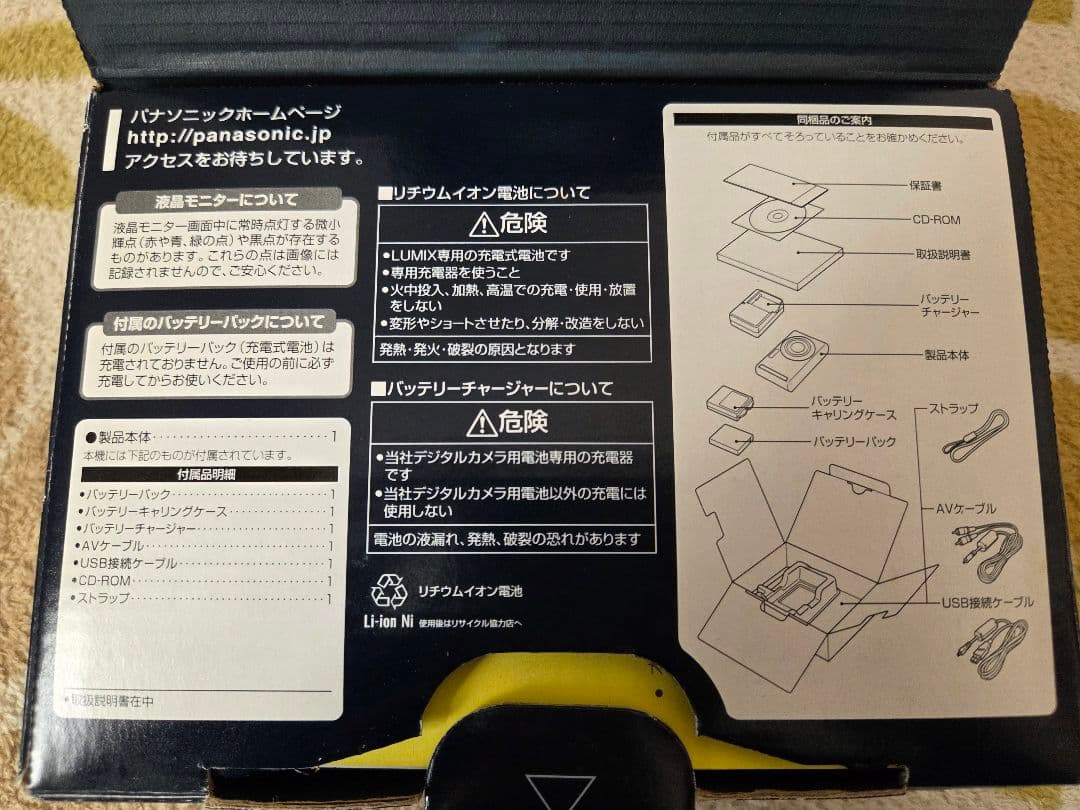 パナソニックホームページ
http://panasonic.jp
アクセスをお待ちしています。
液晶モニターについて
液晶モニター画面中に常時点灯する微小
輝点(赤や青、緑の点)や黒点が存在する
ものがあります。これらの点は画像には
記録されませんので、ご安心ください。
付属のバッテリーパックについて
付属のバッテリーパック(充電式電池)は
充電されておりません。ご使用の前に必ず
充電してからお使いください。
●製品本体‥‥‥‥‥‥‥‥‥1
本機には下記のものが付属されています。
付属品明細
•バッテリーパック‥‥‥‥‥‥‥1
•バッテリーキャリングケース‥‥‥1
•バッテリーチャージャー‥‥‥‥‥1
•AVケーブル‥‥‥‥‥‥‥‥‥1
•USB接続ケーブル‥‥‥‥‥‥‥1
•CD-ROM‥‥‥‥‥‥‥‥‥‥1
•ストラップ‥‥‥‥‥‥‥‥‥‥1
•取扱説明書在中
■リチウムイオン電池について
⚠危険
•LUMIX専用の充電式電池です
•専用充電器を使うこと
•火中投入、加熱、高温での充電・使用・放置
をしない
•変形やショートさせたり、分解・改造をしない
発熱・発火・破裂の原因となります
■バッテリーチャージャーについて
⚠危険
•当社デジタルカメラ用電池専用の充電器
です
•当社デジタルカメラ用電池以外の充電には
使用しない
電池の液漏れ、発熱、破裂の恐れがあります
リチウムイオン電池
Li-ion Ni 使用後はリサイクル協力店へ
同梱品のご案内
付属品がすべてそろっていることをお確かめください。
保証書
CD-ROM
取扱説明書
バッテリー
チャージャー
製品本体
バッテリー
キャリングケース
バッテリーパック
ストラップ
AVケーブル
USB接続ケーブル